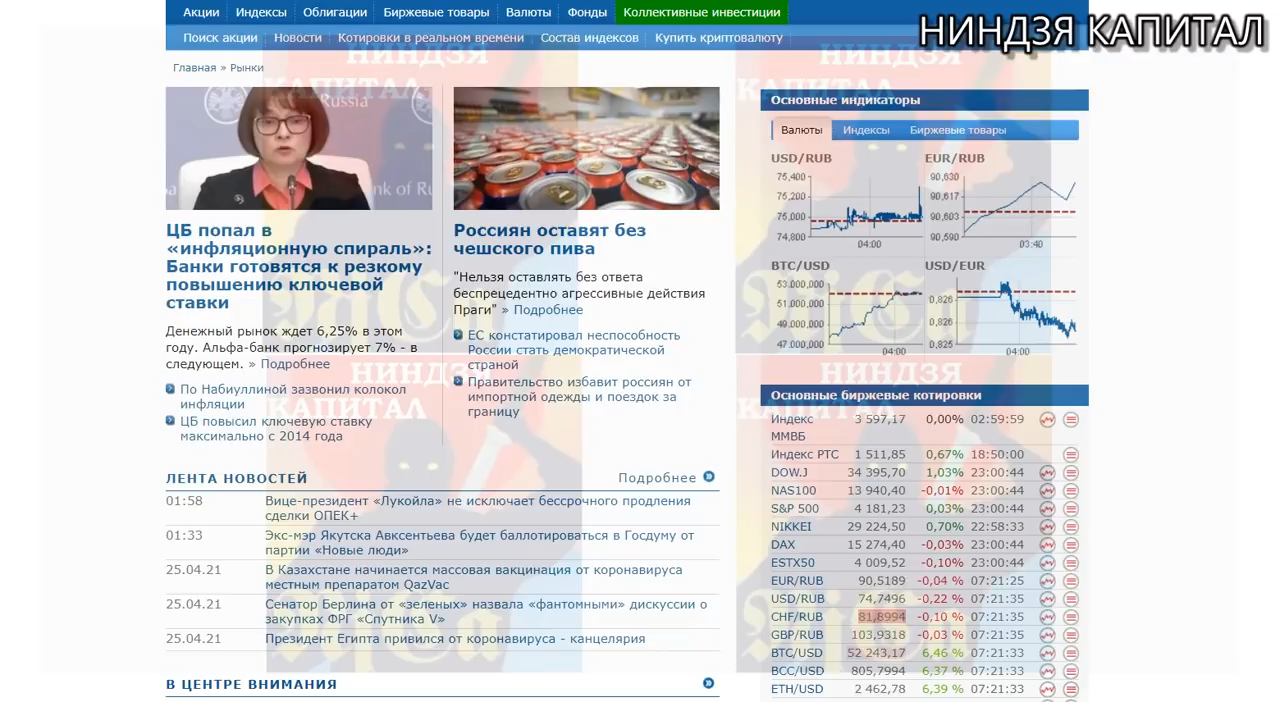 Акции Индексы Облигации Биржевые товары Валюты Фонды Коллективные инвестиции
Поиск акции Новости Котировки в реальном времени Состав индексов Купить криптовалюту
НИНДЗЯ КАПИТАЛ
Главная » Рынки
НИНДЗЯ
КАПИТАЛ
Russia
nk of Ru
ЦБ попал в
«инфляционную спираль»:
Банки готовятся к резкому
повышению ключевой
ставки
Денежный рынок ждет 6,25% в этом
году. Альфа-банк прогнозирует 7% - в
следующем. » Подробнее
По Набиуллиной зазвонил колокол
инфляции
ЦБ повысил ключевую ставку
максимально с 2014 года
Россиян оставят без
чешского пива
"Нельзя оставлять без ответа
беспрецедентно агрессивные действия
Праги" » Подробнее
ЕС констатировал неспособность
России стать демократической
страной
Правительство избавит россиян от
импортной одежды и поездок за
границу
НИНДЗЯ
КАПИТАЛ
ЛЕНТА НОВОСТЕЙ Подробнее
01:58 Вице-президент «Лукойла» не исключает бессрочного продления
сделки ОПЕК+
01:33 Экс-мэр Якутска Авксентьева будет баллотироваться в Госдуму от
партии «Новые люди»
25.04.21 В Казахстане начинается массовая вакцинация от коронавируса
местным препаратом QazVac
25.04.21 Сенатор Берлина от «зеленых» назвала «фантомными» дискуссии о
закупках ФРГ «Спутника V»
25.04.21 Президент Египта привился от коронавируса - канцелярия
В ЦЕНТРЕ ВНИМАНИЯ
НИНДЗЯ
КАПИТАЛ
Основные индикаторы
Валюты Индексы Биржевые товары
USD/RUB EUR/RUB
75,400
75,200
75,000
74,800
04:00
90,630
90,617
90,603
90,590
03:40
BTC/USD USD/EUR
53.000,000
51.000,000
49.000,000
47.000,000
04:00
0,826
0,826
0,825
04:00
НИНДЗЯ
КАПИТАЛ
Основные биржевые котировки
Индекс 3 597,17 0,00% 02:59:59
ММВБ
Индекс РТС 1 511,85 0,67% 18:50:00
DOW.J 34 395,70 1,03% 23:00:44
NAS100 13 940,40 -0,01% 23:00:44
S&P 500 4 181,23 0,03% 23:00:44
NIKKEI 29 224,50 0,70% 22:58:33
DAX 15 274,40 -0,03% 23:00:44
ESTX50 4 009,52 -0,10% 23:00:44
EUR/RUB 90,5189 -0,04 % 07:21:25
USD/RUB 74,7496 -0,22 % 07:21:35
CHF/RUB 81,8994 -0,10 % 07:21:35
GBP/RUB 103,9318 -0,03 % 07:21:35
BTC/USD 52 243,17 6,46 % 07:21:33
BCC/USD 805,7994 6,37 % 07:21:33
ETH/USD 2 462,78 6,39 % 07:21:33